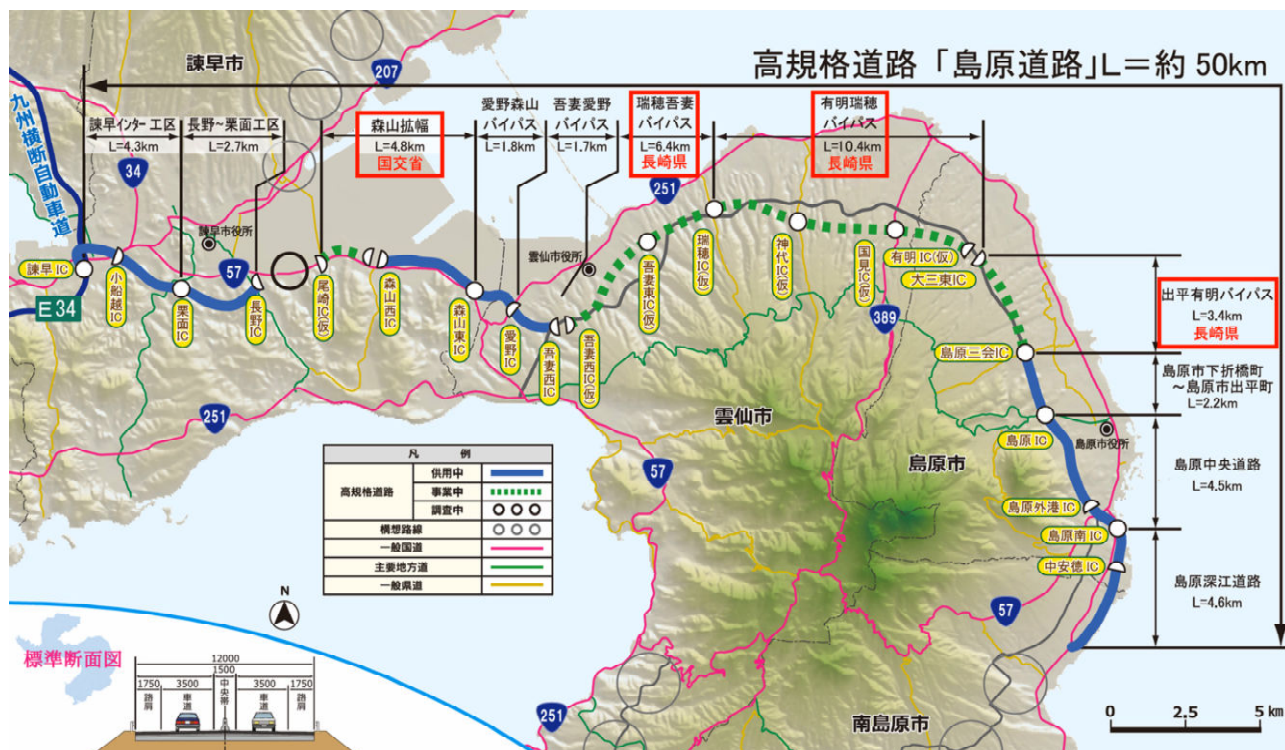 高規格道路「島原道路」L=約 50km
諫早市
207
九州横断自動車道
諫早インター工区
L=4.3km
長野~栗面工区
L=2.7km
森山拡幅
L=4.8km
国交省
愛野森山
バイパス
L=1.8km
吾妻愛野
バイパス
L=1.7km
瑞穂吾妻
バイパス
L=6.4km
長崎県
有明瑞穂
バイパス
L=10.4km
長崎県
34
251
諫早市役所
57
雲仙市役所
諫早IC
小船越IC
栗面IC
長野IC
尾崎IC(仮)
森山西IC
森山東IC
愛野IC
吾妻西IC
吾妻西IC(仮)
吾妻東IC(仮)
瑞穂IC(仮)
神代IC(仮)
国見IC(仮)
有明IC(仮)
大三東IC
E34
389
出平有明バイパス
L=3.4km
長崎県
島原三会IC
島原市下折橋町
~島原市出平町
L=2.2km
251
雲仙市
島原市
島原IC
島原市役所
島原中央道路
L=4.5km
57
島原外港IC
島原南IC
中安徳IC
島原深江道路
L=4.6km
57
凡 例
高規格道路
供用中
事業中
調査中
構想路線
一般国道
主要地方道
一般県道
N
標準断面図
12000
1500
1750
3500
中央帯
3500
1750
路肩
車道
車道
路肩
251
南島原市
0
2.5
5 km